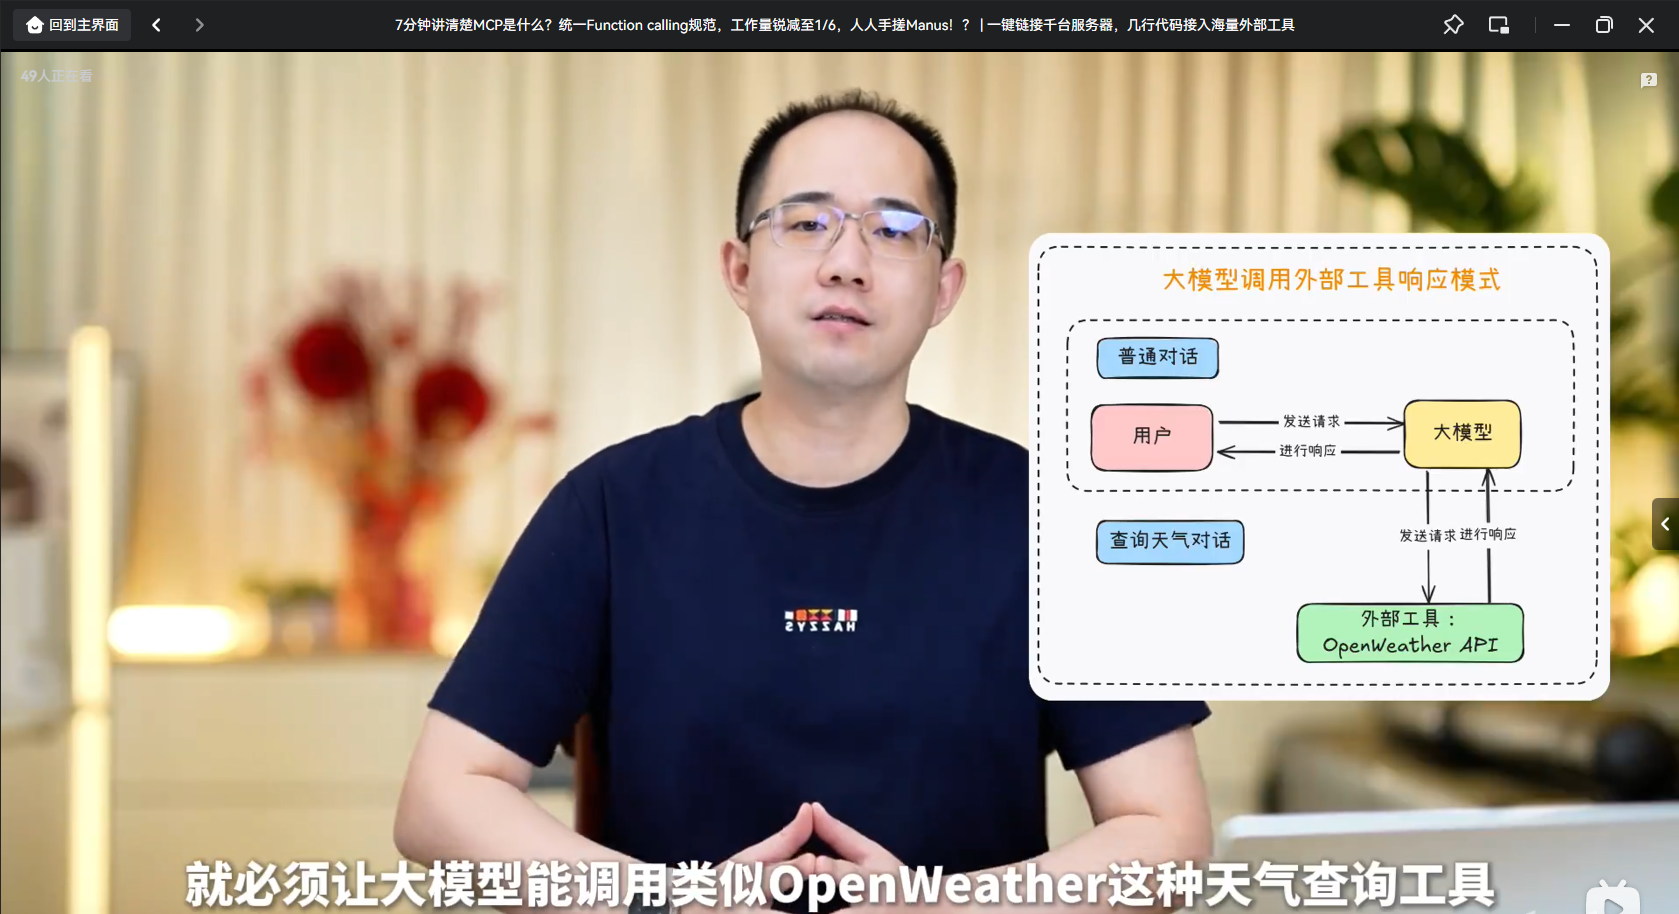 回到主界面
7分钟讲清楚MCP是什么？统一Function calling规范，工作量锐减至1/6，人人手搓Manus！？ | 一键链接千台服务器，几行代码接入海量外部工具
49人正在看
大模型调用外部工具响应模式
普通对话
用户
发送请求
进行响应
大模型
查询天气对话
发送请求 进行响应
外部工具：
OpenWeather API
HAZZYS
就必须让大模型能调用类似OpenWeather这种天气查询工具